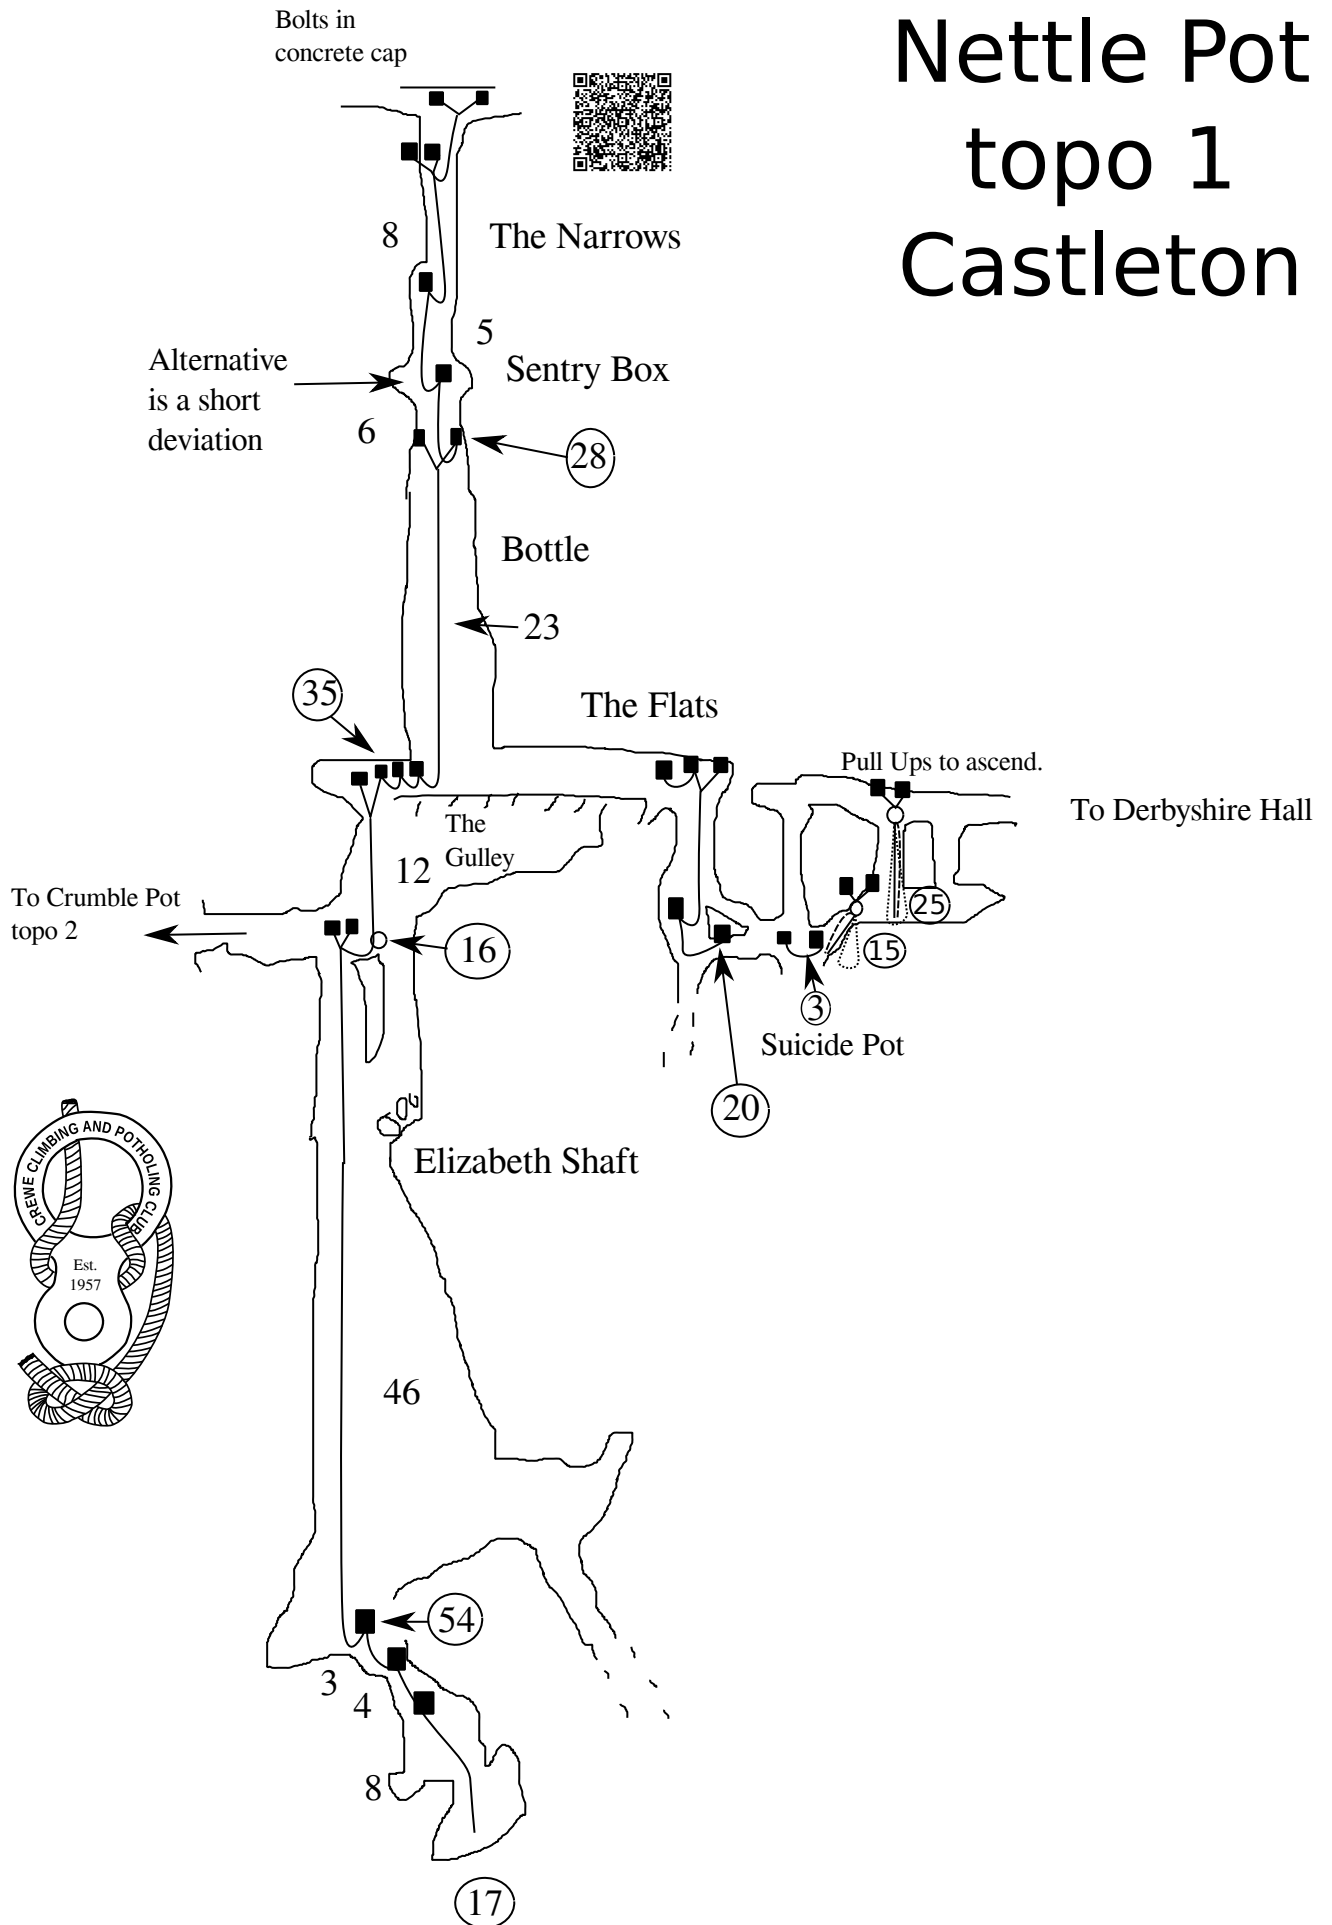 Bolts in
concrete cap
Nettle Pot
topo 1
Castleton
8
The Narrows
5
Alternative
is a short
deviation
Sentry Box
6
28
Bottle
23
35
The Flats
Pull Ups to ascend.
To Derbyshire Hall
The
Gulley
12
25
To Crumble Pot
topo 2
16
15
3
Suicide Pot
20
CREWE CLIMBING AND POTHOLING CLUB
Est.
1957
Elizabeth Shaft
46
54
3
4
8
17